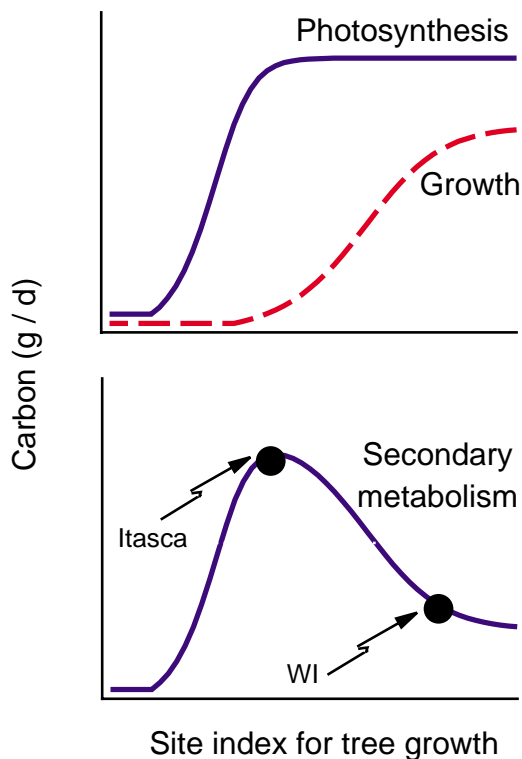 Photosynthesis
Growth
Carbon (g / d)
Secondary
metabolism
Itasca
WI
Site index for tree growth